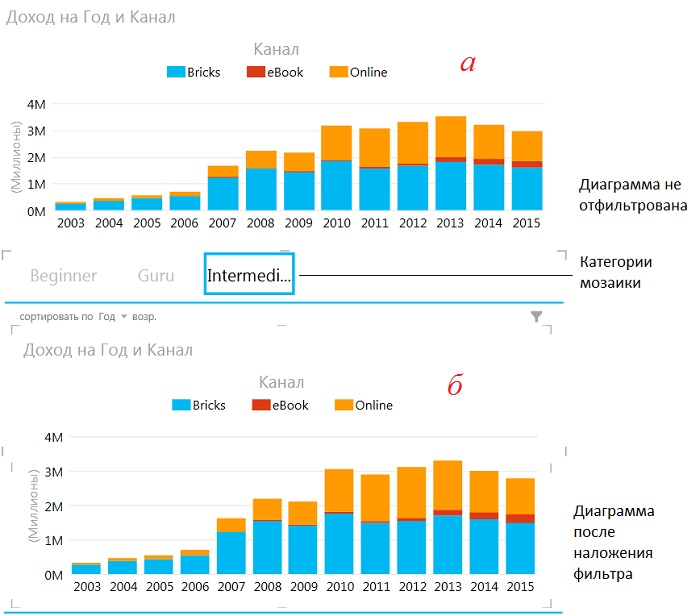 Доход на Год и Канал
Канал
Bricks eBook Online
а
4M
3M
2M
1M
0M
(Миллионы)
2003 2004 2005 2006 2007 2008 2009 2010 2011 2012 2013 2014 2015
Диаграмма не
отфильтрована
Beginner Guru Intermedi...
Категории
мозаики
сортировать по Год возр.
Доход на Год и Канал
Канал
Bricks eBook Online
б
4M
3M
2M
1M
0M
(Миллионы)
2003 2004 2005 2006 2007 2008 2009 2010 2011 2012 2013 2014 2015
Диаграмма
после
наложения
фильтра